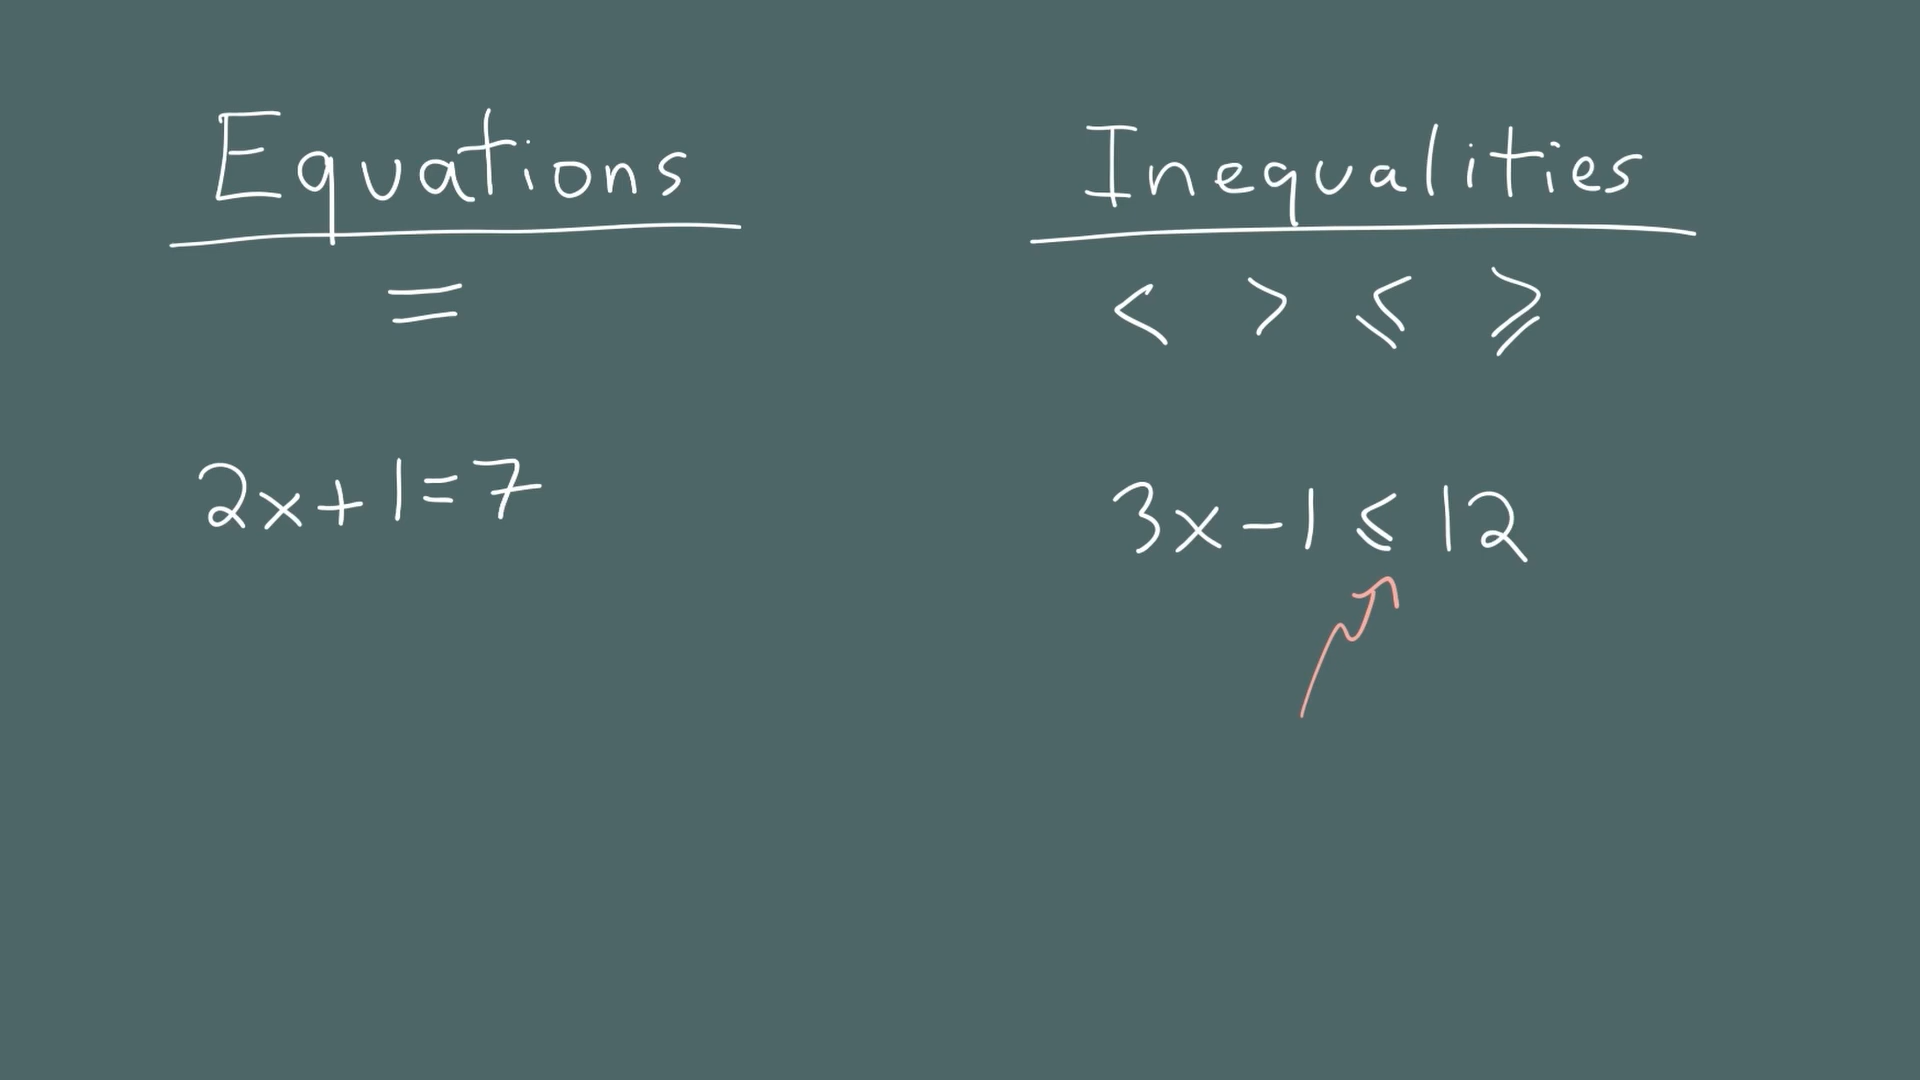 Equations
=
2x+1=7
Inequalities
< > ≤ ≥
3x-1 ≤ 12